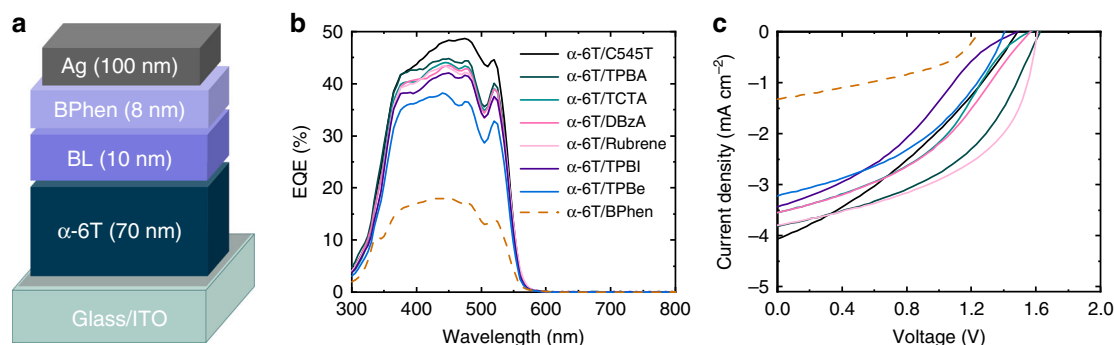 a
Ag (100 nm)
BPhen (8 nm)
BL (10 nm)
α-6T (70 nm)
Glass/ITO
b
50
40
30
20
10
0
EQE (%)
300 400 500 600 700 800
Wavelength (nm)
α-6T/C545T
α-6T/TPBA
α-6T/TCTA
α-6T/DBzA
α-6T/Rubrene
α-6T/TPBI
α-6T/TPBe
α-6T/BPhen
c
0
−1
−2
−3
−4
−5
Current density (mA cm⁻²)
0.0 0.4 0.8 1.2 1.6 2.0
Voltage (V)